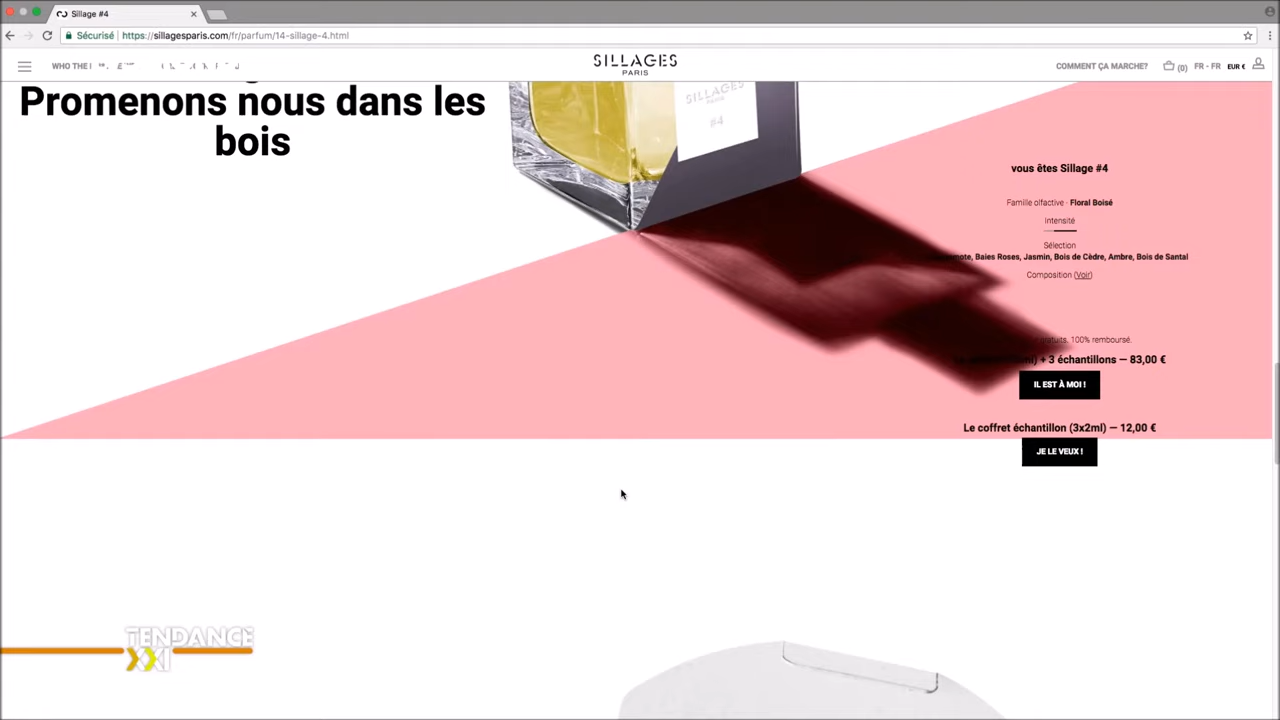 Sillage #4
Sécurisé
https://sillagesparis.com/fr/parfum/14-sillage-4.html
WHO THE
SILLAGES
PARIS
COMMENT ÇA MARCHE?
(0)
FR - FR
EUR €
Promenons nous dans les
bois
SILLAGES
PARIS
#4
vous êtes Sillage #4
Famille olfactive - Floral Boisé
Intensité
Sélection
Baies Roses, Jasmin, Bois de Cèdre, Ambre, Bois de Santal
Composition (Voir)
gratuits. 100% remboursé.
+ 3 échantillons — 83,00 €
IL EST À MOI !
Le coffret échantillon (3x2ml) — 12,00 €
JE LE VEUX !
TENDANCE
XXI